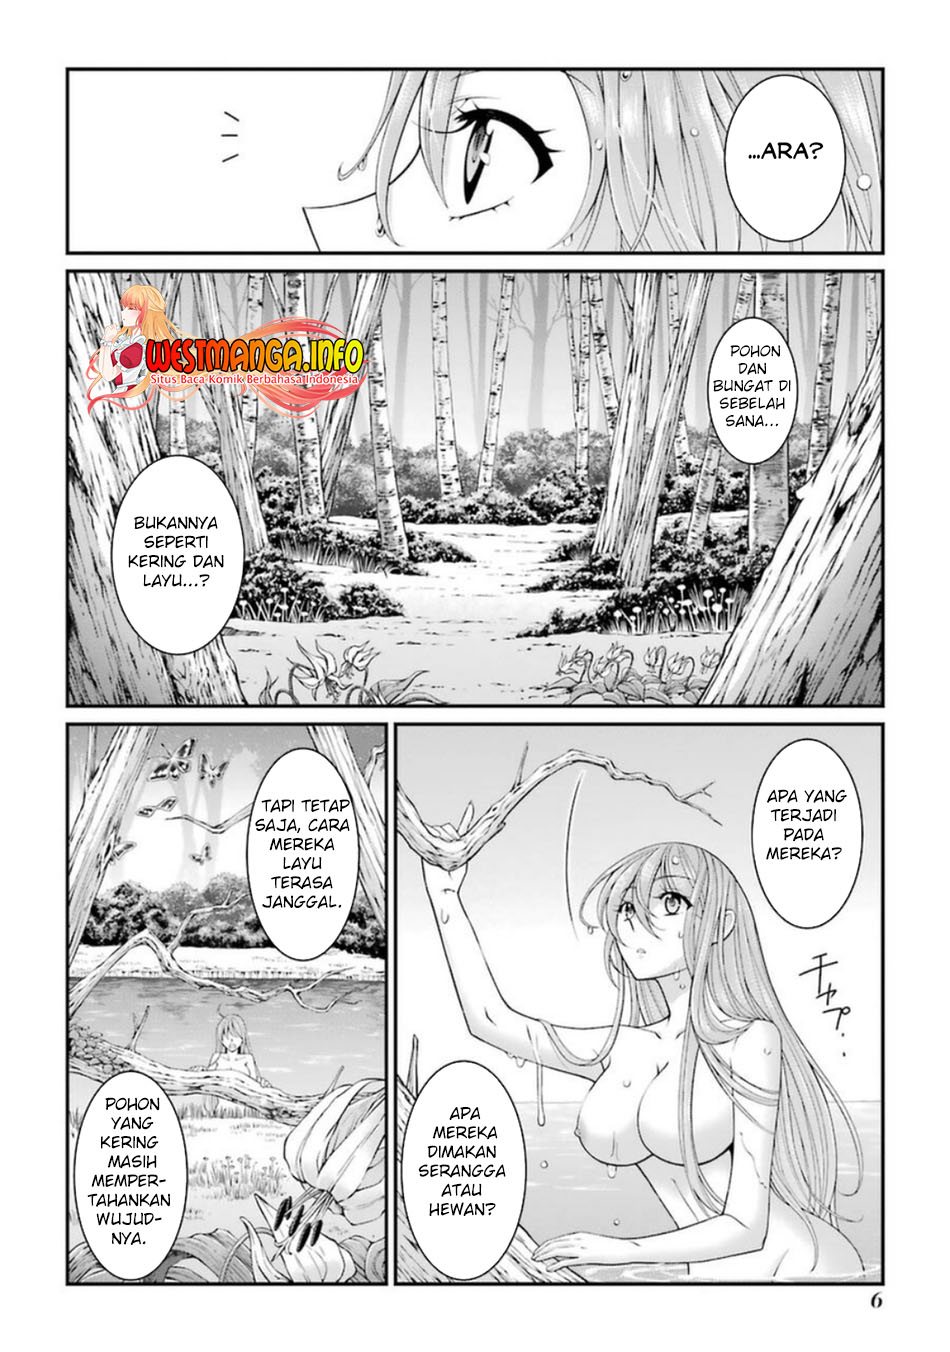 ...ARA?
WESTMANGA.INFO
Situs Baca Komik Berbahasa Indonesia
POHON
DAN
BUNGAT DI
SEBELAH
SANA...
BUKANNYA
SEPERTI
KERING DAN
LAYU...?
APA YANG
TERJADI
PADA
MEREKA?
チャプ.
APA
MEREKA
DIMAKAN
SERANGGA
ATAU
HEWAN?
TAPI TETAP
SAJA, CARA
MEREKA
LAYU
TERASA
JANGGAL.
POHON
YANG
KERING
MASIH
MEMPER-
TAHANKAN
WUJUD-
NYA.
6